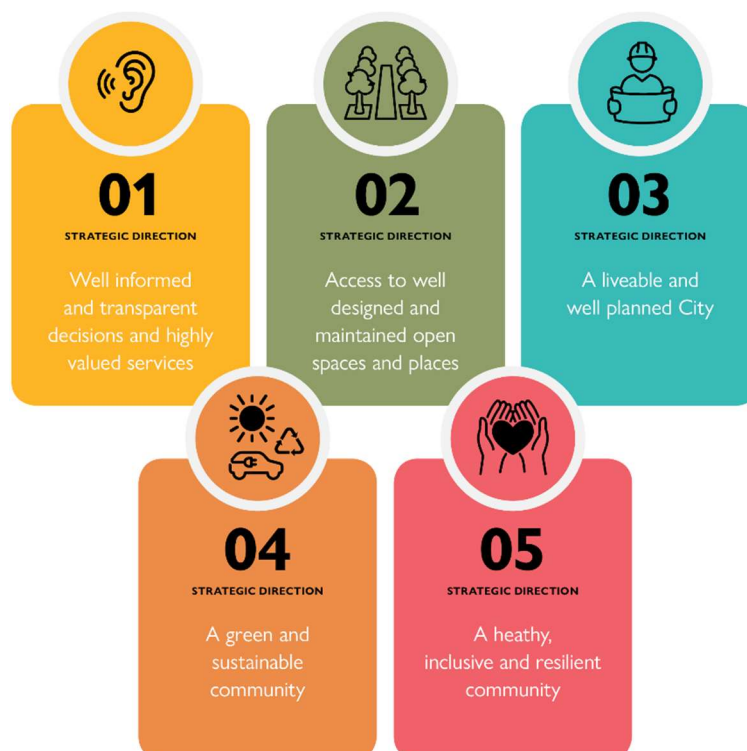 01
STRATEGIC DIRECTION
Well informed
and transparent
decisions and highly
valued services
02
STRATEGIC DIRECTION
Access to well
designed and
maintained open
spaces and places
03
STRATEGIC DIRECTION
A liveable and
well planned City
04
STRATEGIC DIRECTION
A green and
sustainable
community
05
STRATEGIC DIRECTION
A heathy,
inclusive and resilient
community